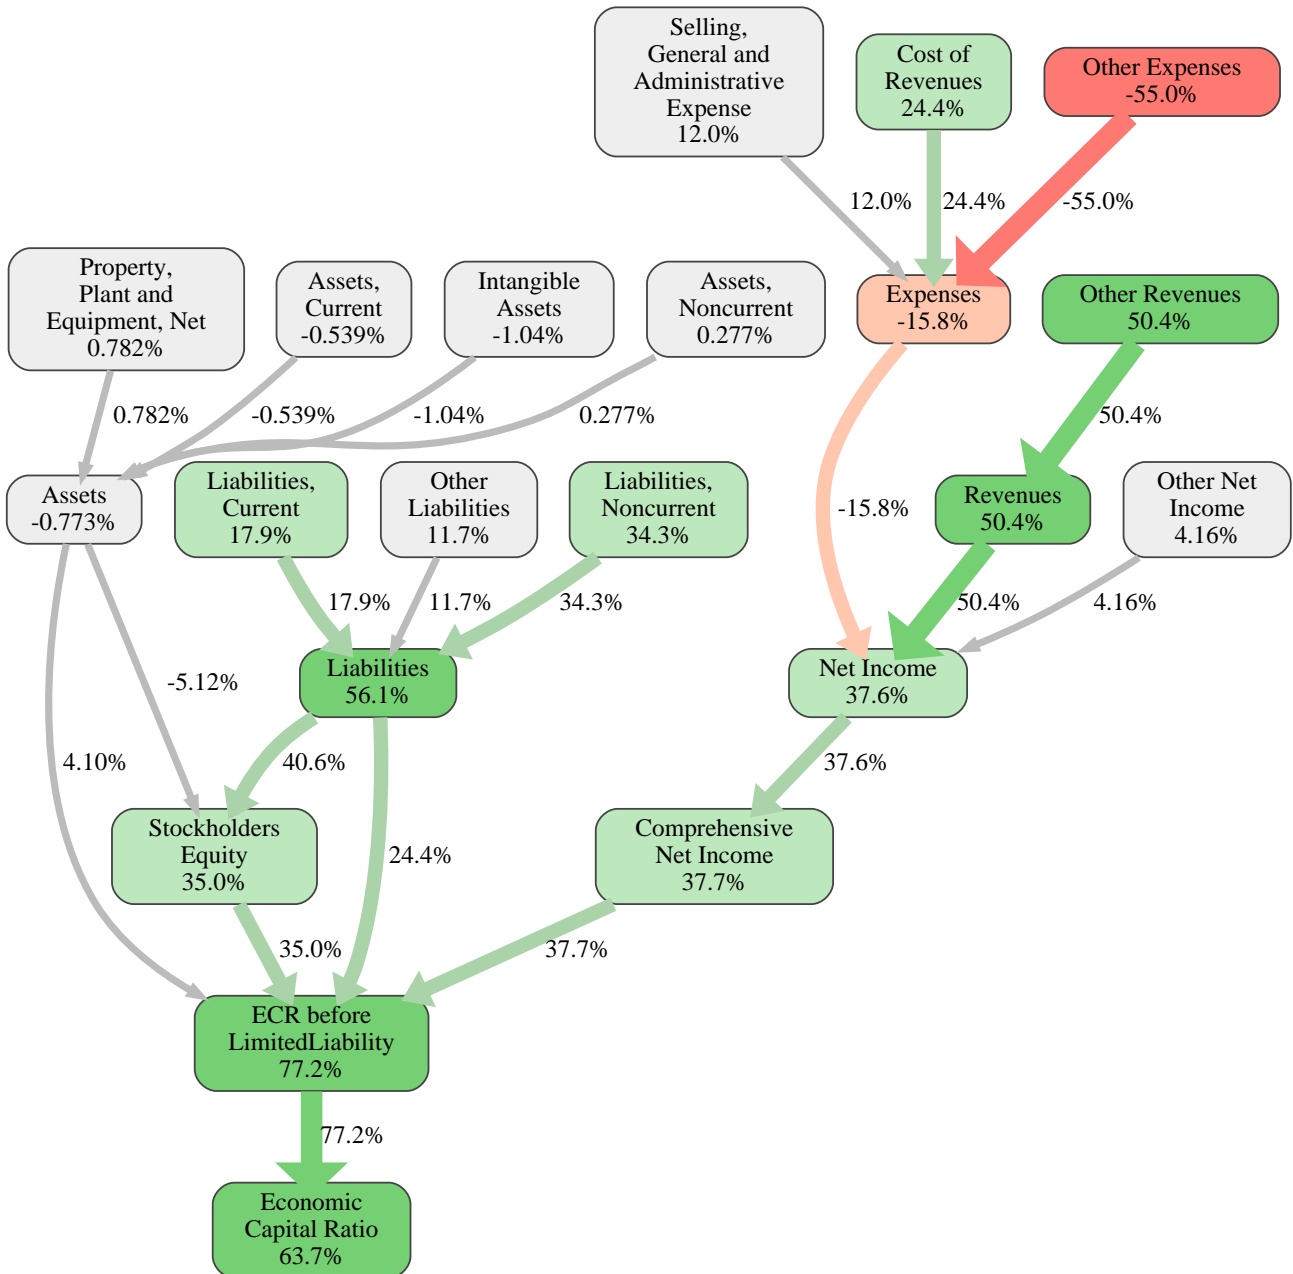 Selling,
General and
Administrative
Expense
12.0%
Cost of
Revenues
24.4%
Other Expenses
-55.0%
12.0%
24.4%
-55.0%
Property,
Plant and
Equipment, Net
0.782%
Assets,
Current
-0.539%
Intangible
Assets
-1.04%
Assets,
Noncurrent
0.277%
Expenses
-15.8%
Other Revenues
50.4%
0.782%
-0.539%
-1.04%
0.277%
50.4%
Assets
-0.773%
Liabilities,
Current
17.9%
Other
Liabilities
11.7%
Liabilities,
Noncurrent
34.3%
-15.8%
Revenues
50.4%
Other Net
Income
4.16%
17.9%
11.7%
34.3%
50.4%
4.16%
-5.12%
Liabilities
56.1%
Net Income
37.6%
4.10%
40.6%
37.6%
Stockholders
Equity
35.0%
24.4%
Comprehensive
Net Income
37.7%
35.0%
37.7%
ECR before
LimitedLiability
77.2%
77.2%
Economic
Capital Ratio
63.7%